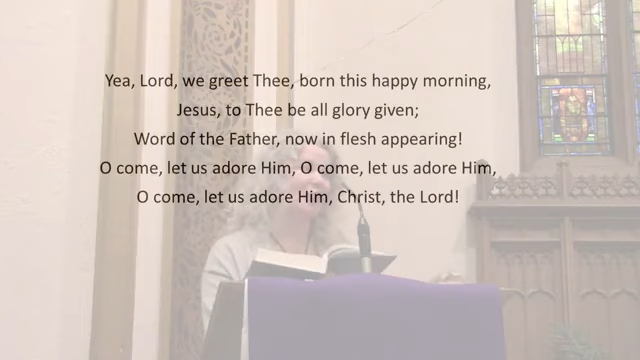 Yea, Lord, we greet Thee, born this happy morning,
Jesus, to Thee be all glory given;
Word of the Father, now in flesh appearing!
O come, let us adore Him, O come, let us adore Him,
O come, let us adore Him, Christ, the Lord!